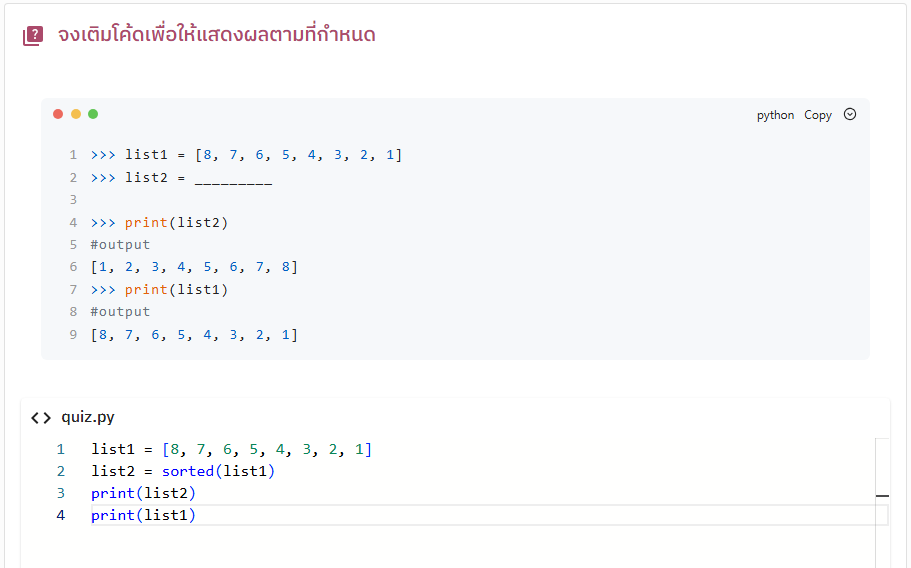 จงเติมโค้ดเพื่อให้แสดงผลตามที่กำหนด
python Copy
1 >>> list1 = [8, 7, 6, 5, 4, 3, 2, 1]
2 >>> list2 = _________
3
4 >>> print(list2)
5 #output
6 [1, 2, 3, 4, 5, 6, 7, 8]
7 >>> print(list1)
8 #output
9 [8, 7, 6, 5, 4, 3, 2, 1]
quiz.py
1 list1 = [8, 7, 6, 5, 4, 3, 2, 1]
2 list2 = sorted(list1)
3 print(list2)
4 print(list1)